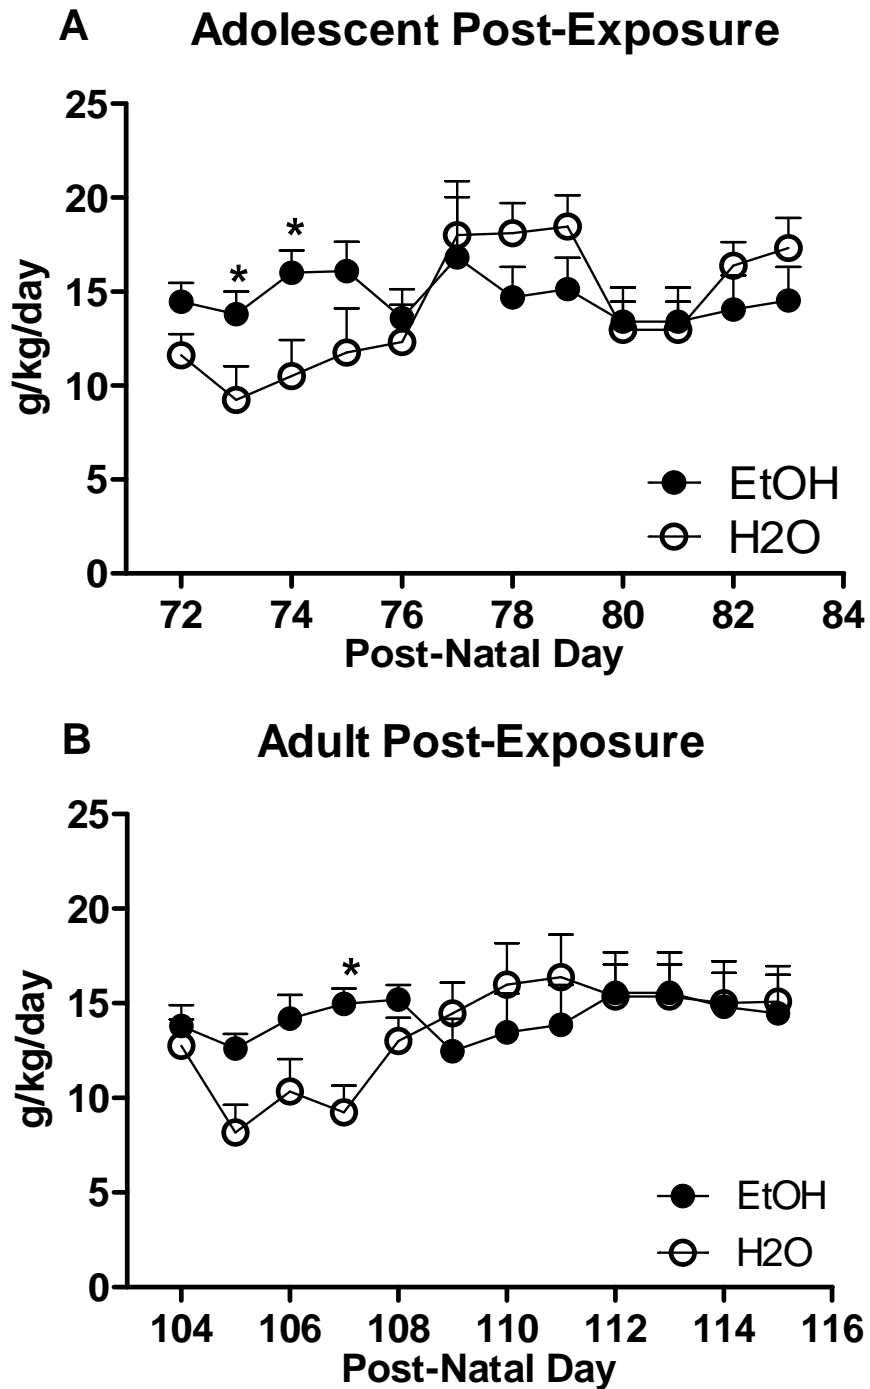 A Adolescent Post-Exposure
25
20
15
10
5
0
g/kg/day
*
*
EtOH
H2O
72 74 76 78 80 82 84
Post-Natal Day
B Adult Post-Exposure
25
20
15
10
5
0
g/kg/day
*
EtOH
H2O
104 106 108 110 112 114 116
Post-Natal Day